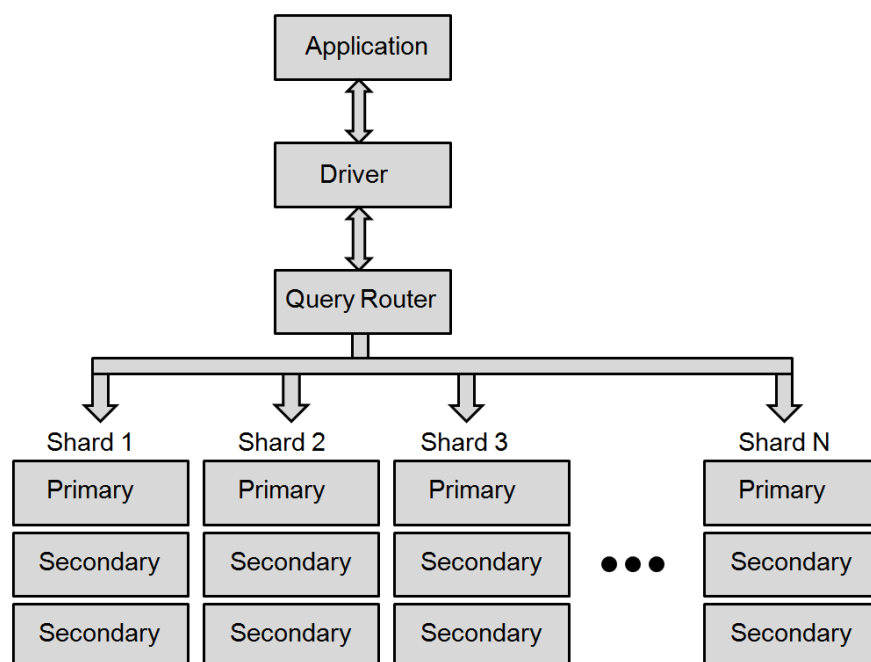 Application
Driver
Query Router
Shard 1 Shard 2 Shard 3 Shard N
Primary Primary Primary Primary
Secondary Secondary Secondary Secondary
Secondary Secondary Secondary Secondary